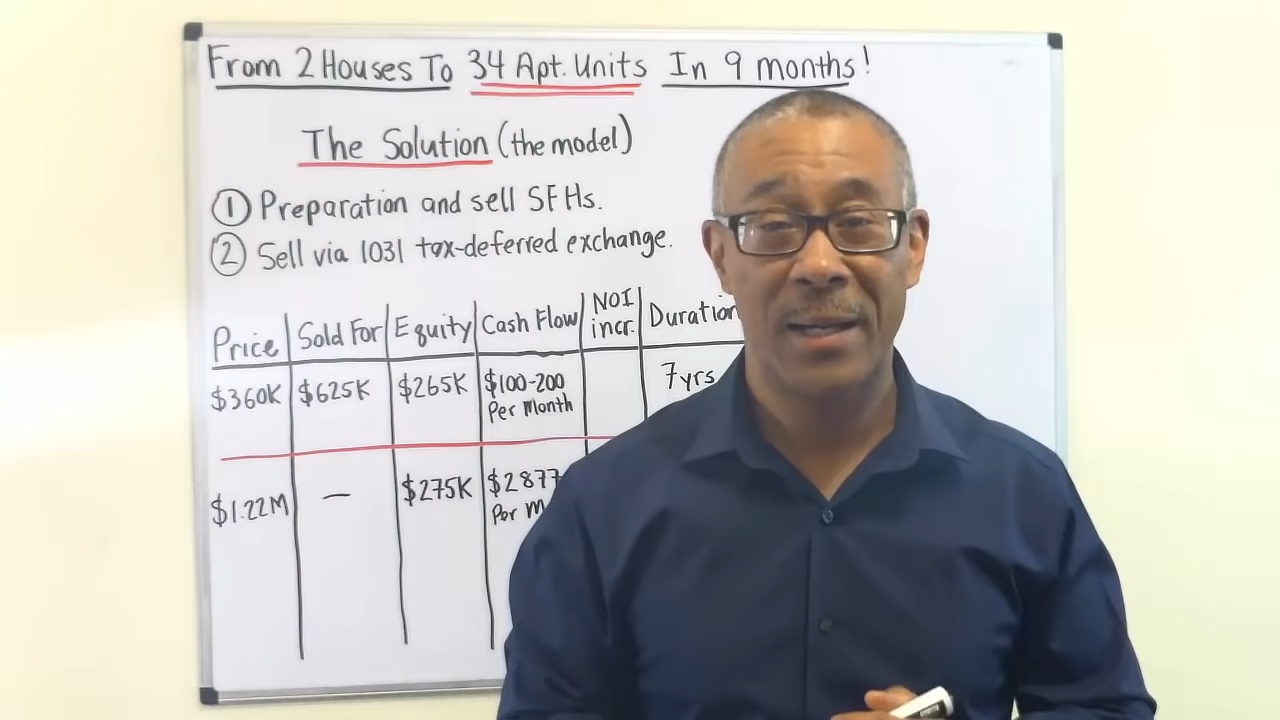 From 2 Houses To 34 Apt. Units In 9 months!
The Solution (the model)
① Preparation and sell SFHs.
② Sell via 1031 tax-deferred exchange.
Price Sold For Equity Cash Flow NOI incr. Duration
$360K $625K $265K $100-200 Per Month 7yrs
$1.22M — $275K $2877 Per M